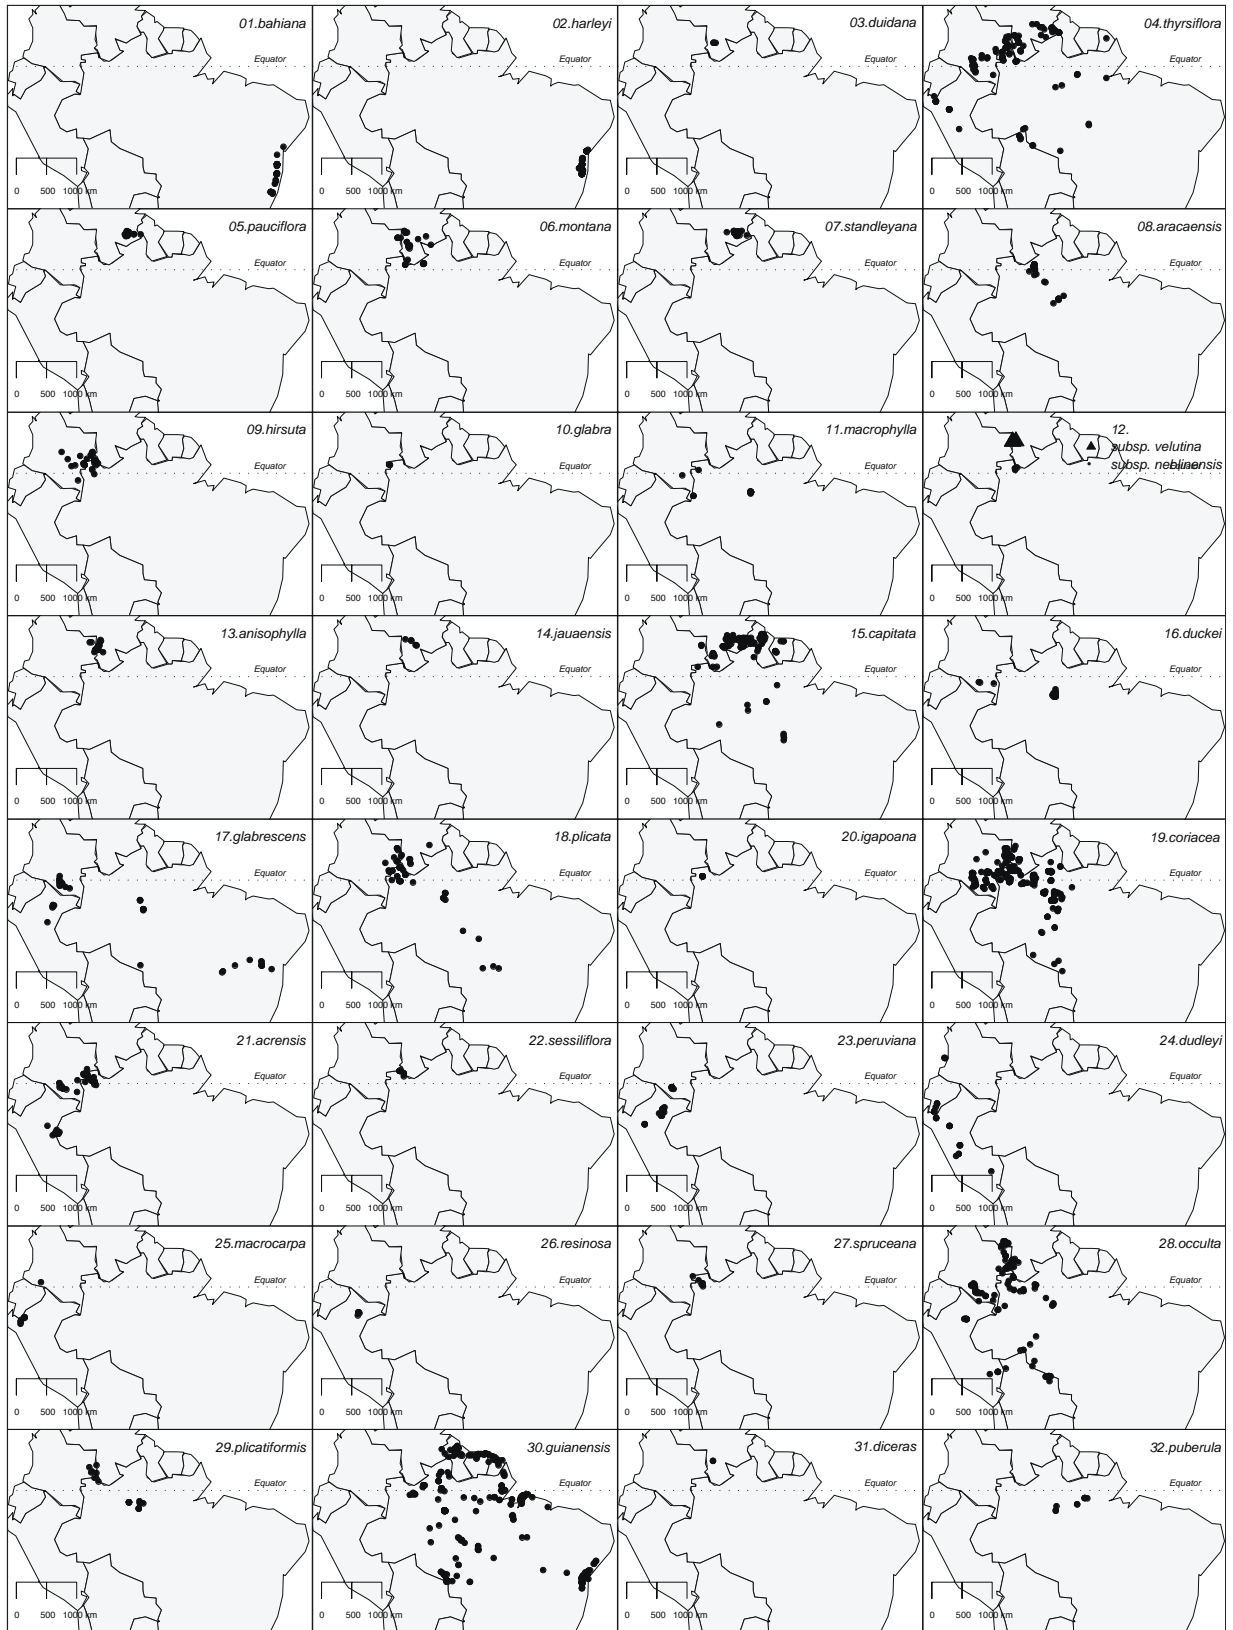 01.bahiana
Equator
0 500 1000 km
02.harleyi
Equator
0 500 1000 km
03.duidana
Equator
0 500 1000 km
04.thyrsiflora
Equator
0 500 1000 km
05.pauciflora
Equator
0 500 1000 km
06.montana
Equator
0 500 1000 km
07.standleyana
Equator
0 500 1000 km
08.aracaensis
Equator
0 500 1000 km
09.hirsuta
Equator
0 500 1000 km
10.glabra
Equator
0 500 1000 km
11.macrophylla
Equator
0 500 1000 km
12.
subsp. velutina
subsp. neblinensis
0 500 1000 km
13.anisophylla
Equator
0 500 1000 km
14.jauaensis
Equator
0 500 1000 km
15.capitata
Equator
0 500 1000 km
16.duckei
Equator
0 500 1000 km
17.glabrescens
Equator
0 500 1000 km
18.plicata
Equator
0 500 1000 km
20.igapoana
Equator
0 500 1000 km
19.coriacea
Equator
0 500 1000 km
21.acrensis
Equator
0 500 1000 km
22.sessiliflora
Equator
0 500 1000 km
23.peruviana
Equator
0 500 1000 km
24.dudleyi
Equator
0 500 1000 km
25.macrocarpa
Equator
0 500 1000 km
26.resinosa
Equator
0 500 1000 km
27.spruceana
Equator
0 500 1000 km
28.occulta
Equator
0 500 1000 km
29.plicatiformis
Equator
0 500 1000 km
30.guianensis
Equator
0 500 1000 km
31.diceras
Equator
0 500 1000 km
32.puberula
Equator
0 500 1000 km